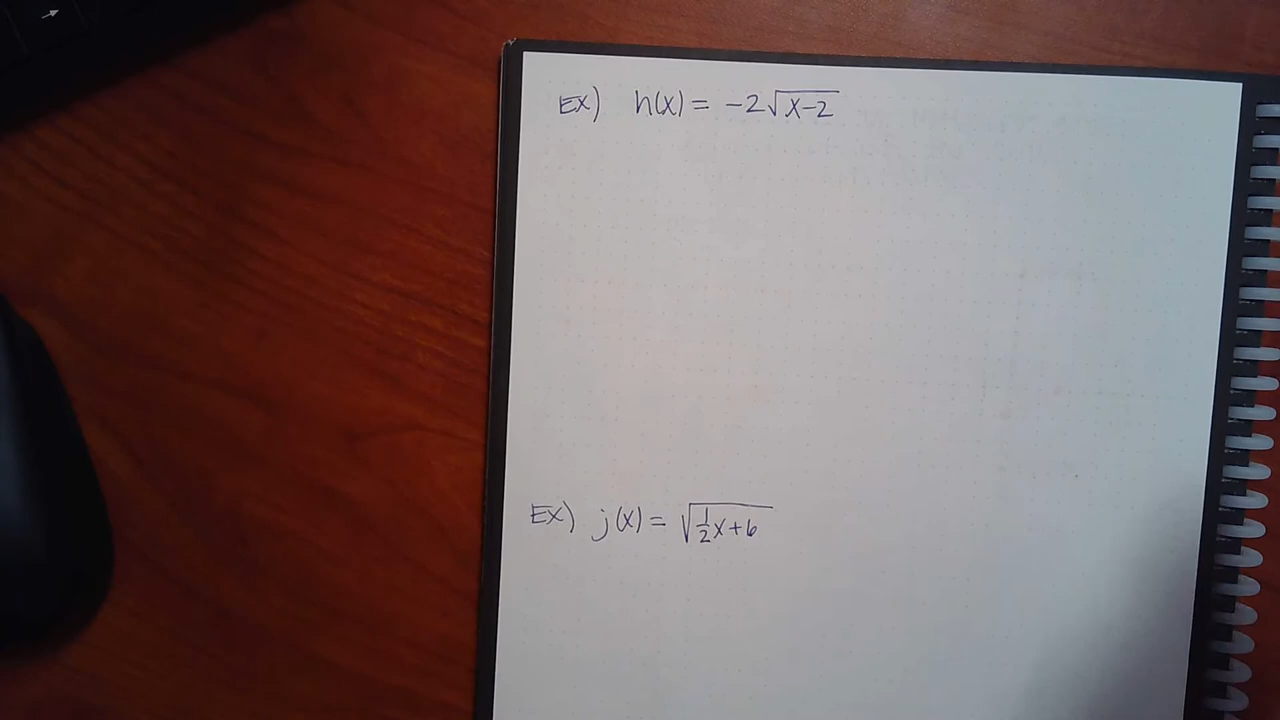 Ex) h(x) = -2√(x-2)
Ex) j(x) = √(1/2x+6)